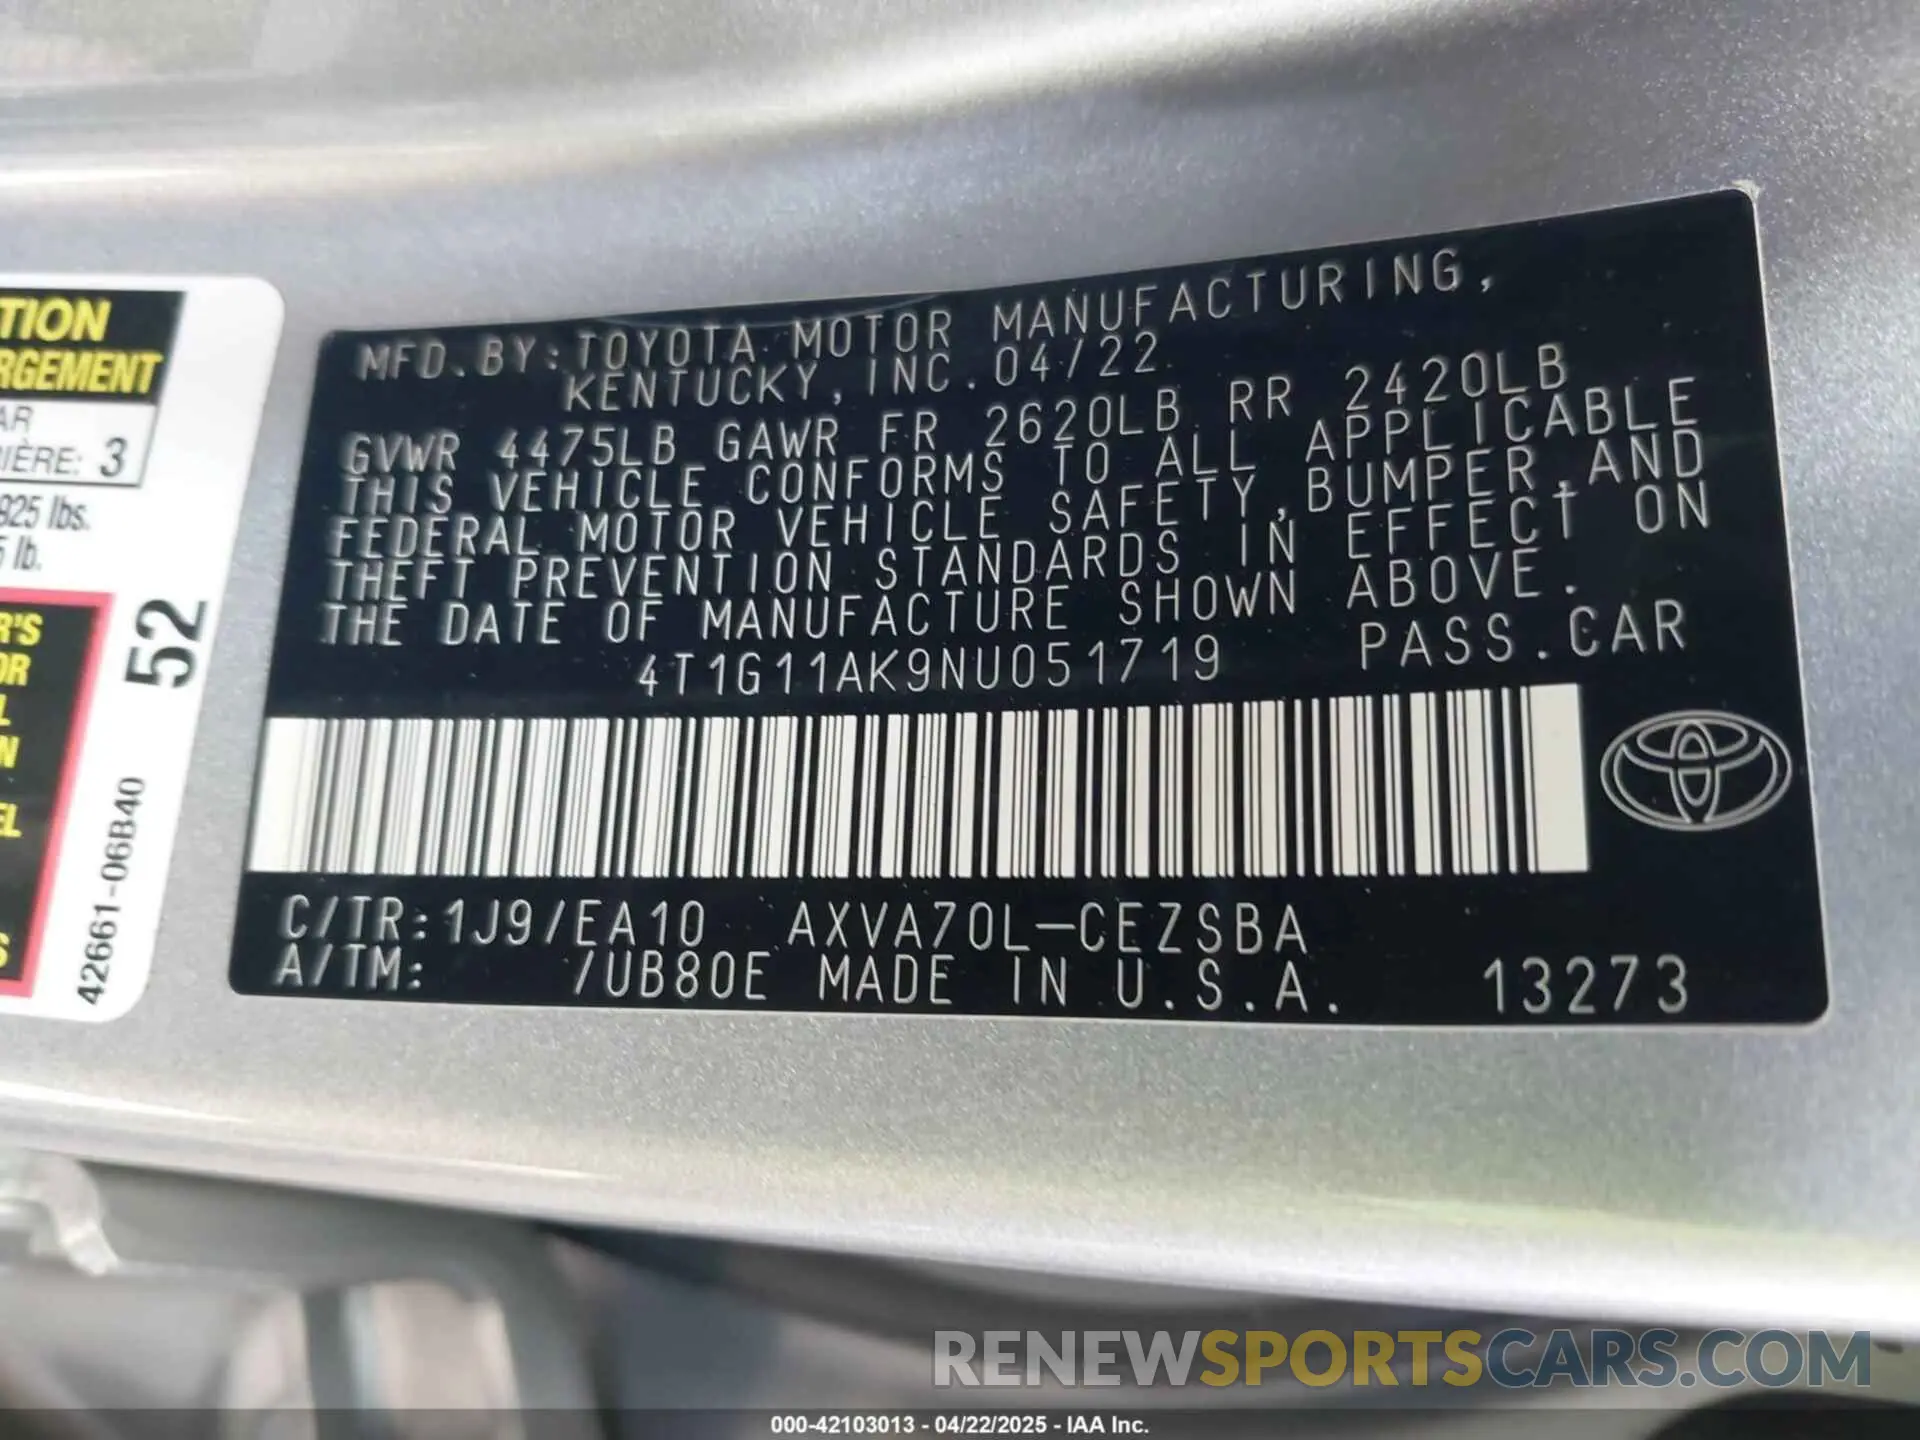 TION
RGEMENT
AR
IÈRE: 3
925 lbs.
5 lb.
R'S
OR
L
N
EL
S
52
42661-06B40
MFD. BY: TOYOTA MOTOR MANUFACTURING,
KENTUCKY, INC. 04/22
GVWR 4475LB GAWR FR 2620LB RR 2420LB
THIS VEHICLE CONFORMS TO ALL APPLICABLE
FEDERAL MOTOR VEHICLE SAFETY, BUMPER, AND
THEFT PREVENTION STANDARDS IN EFFECT ON
THE DATE OF MANUFACTURE SHOWN ABOVE.
4T1G11AK9NU051719 PASS. CAR
C/TR: 1J9/EA10 AXVA70L-CEZSBA
A/TM: /UB80E MADE IN U.S.A. 13273
RENEWSPORTSCARS.COM
000-42103013 - 04/22/2025 - IAA Inc.